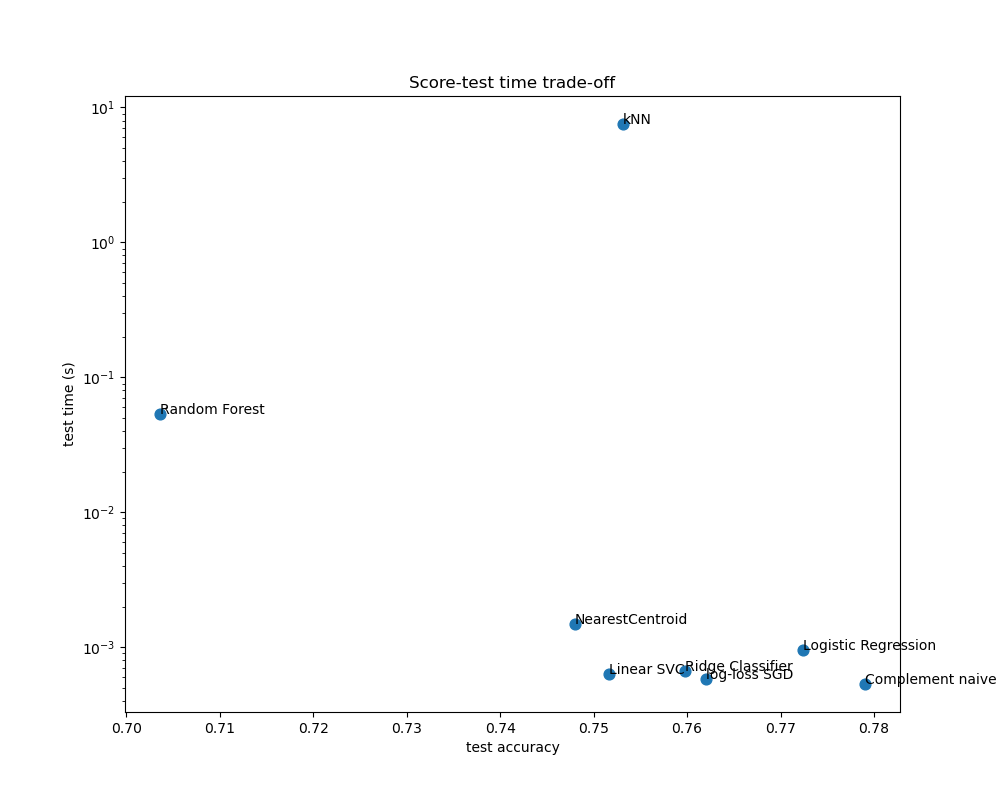 Score-test time trade-off
10¹
kNN
10⁰
test time (s)
10⁻¹
Random Forest
10⁻²
NearestCentroid
10⁻³
Logistic Regression
Ridge Classifier
Linear SVC
log-loss SGD
Complement naive
0.70 0.71 0.72 0.73 0.74 0.75 0.76 0.77 0.78
test accuracy